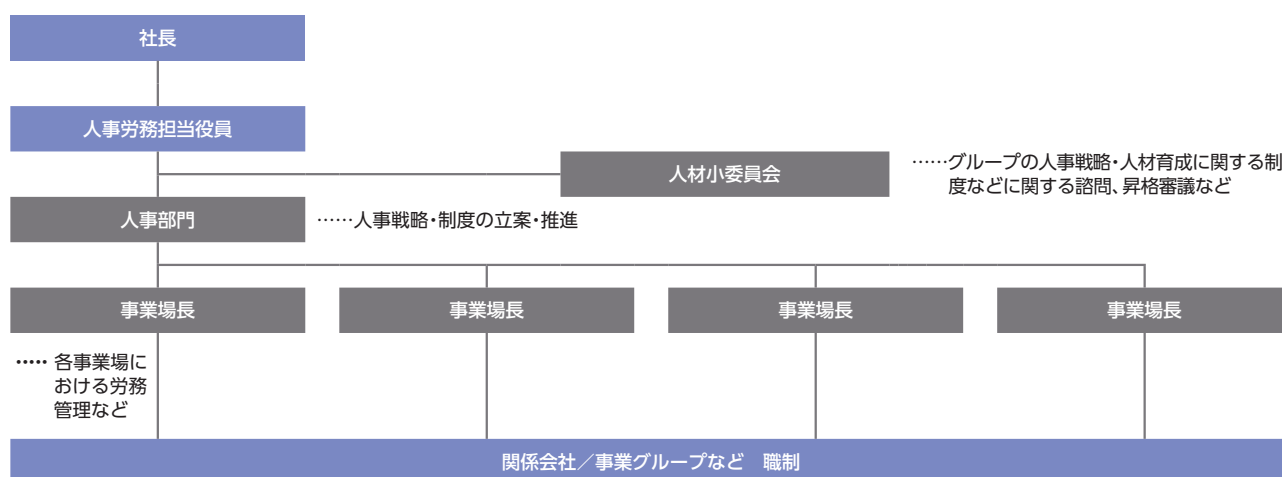 社長
人事労務担当役員
人材小委員会
……グループの人事戦略・人材育成に関する制
度などに関する諮問、昇格審議など
人事部門
……人事戦略・制度の立案・推進
事業場長
事業場長
事業場長
事業場長
…‥ 各事業場に
おける労務
管理など
関係会社／事業グループなど　職制